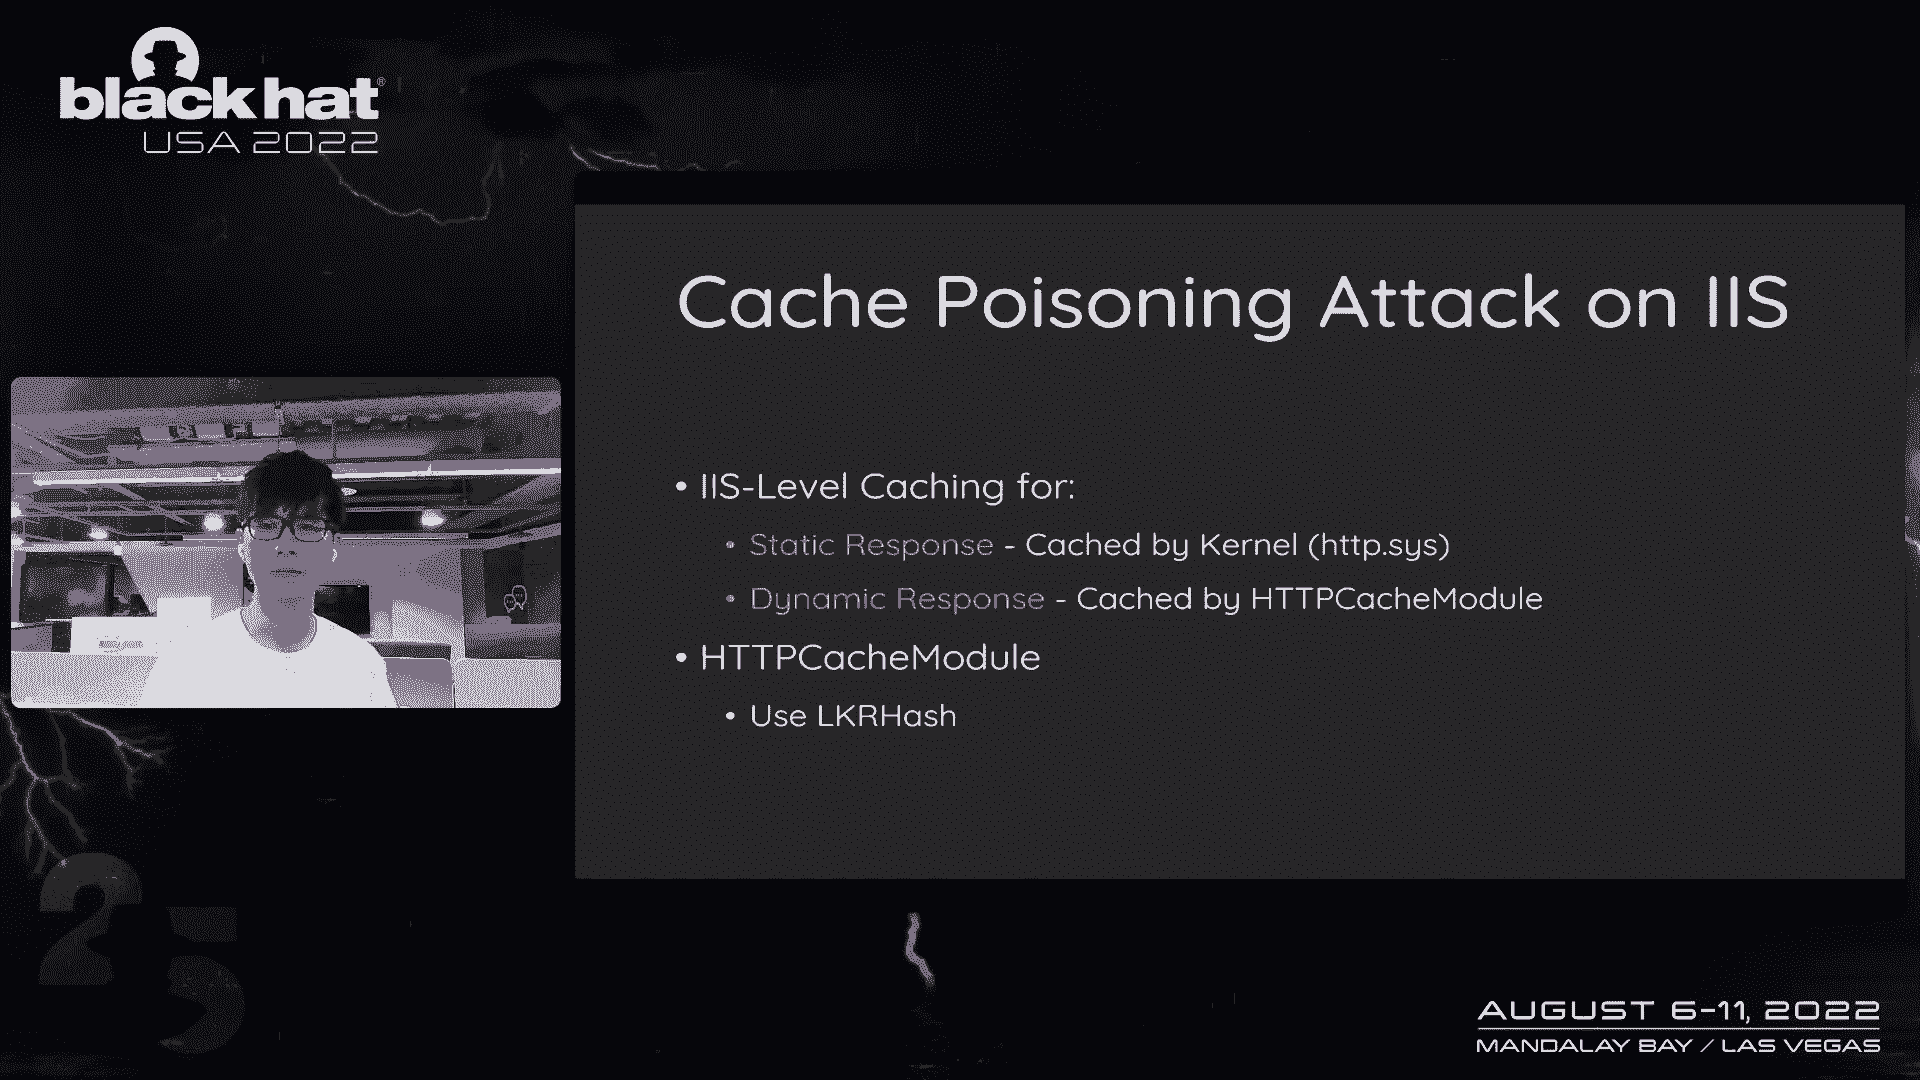 black hat®
USA 2022
Cache Poisoning Attack on IIS
• IIS-Level Caching for:
• Static Response - Cached by Kernel (http.sys)
• Dynamic Response - Cached by HTTPCacheModule
• HTTPCacheModule
• Use LKRHash
25
AUGUST 6-11, 2022
MANDALAY BAY / LAS VEGAS